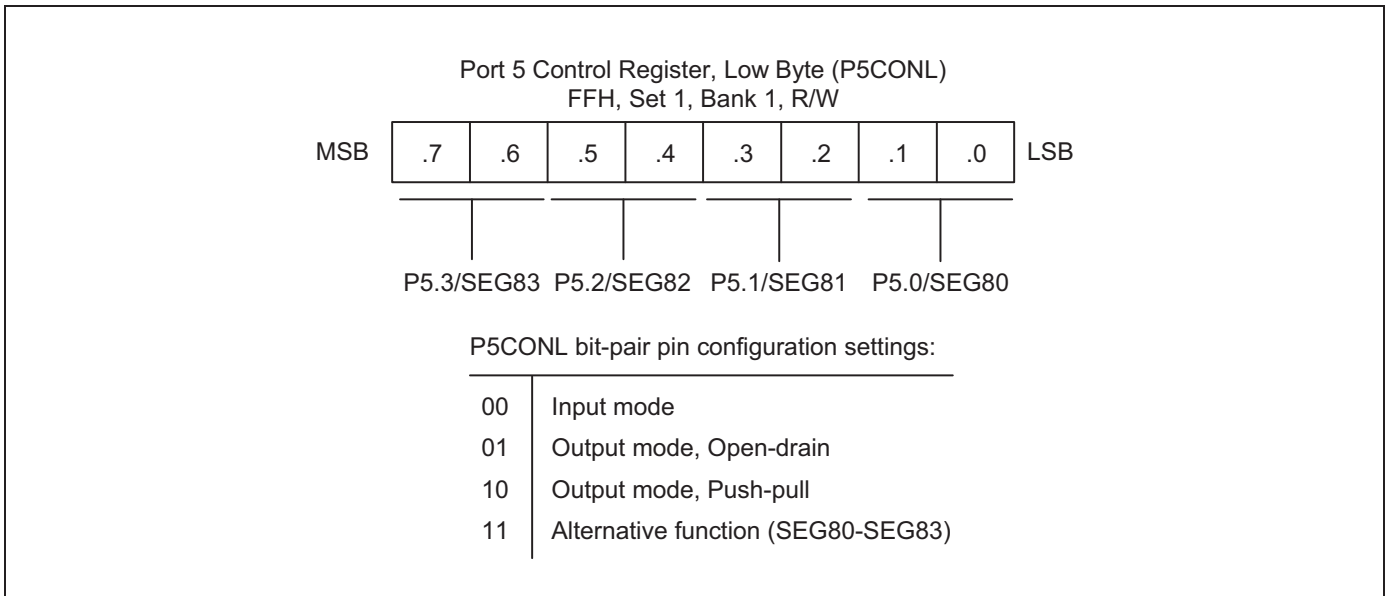 Port 5 Control Register, Low Byte (P5CONL)
FFH, Set 1, Bank 1, R/W
MSB .7 .6 .5 .4 .3 .2 .1 .0 LSB
P5.3/SEG83 P5.2/SEG82 P5.1/SEG81 P5.0/SEG80
P5CONL bit-pair pin configuration settings:
00 Input mode
01 Output mode, Open-drain
10 Output mode, Push-pull
11 Alternative function (SEG80-SEG83)